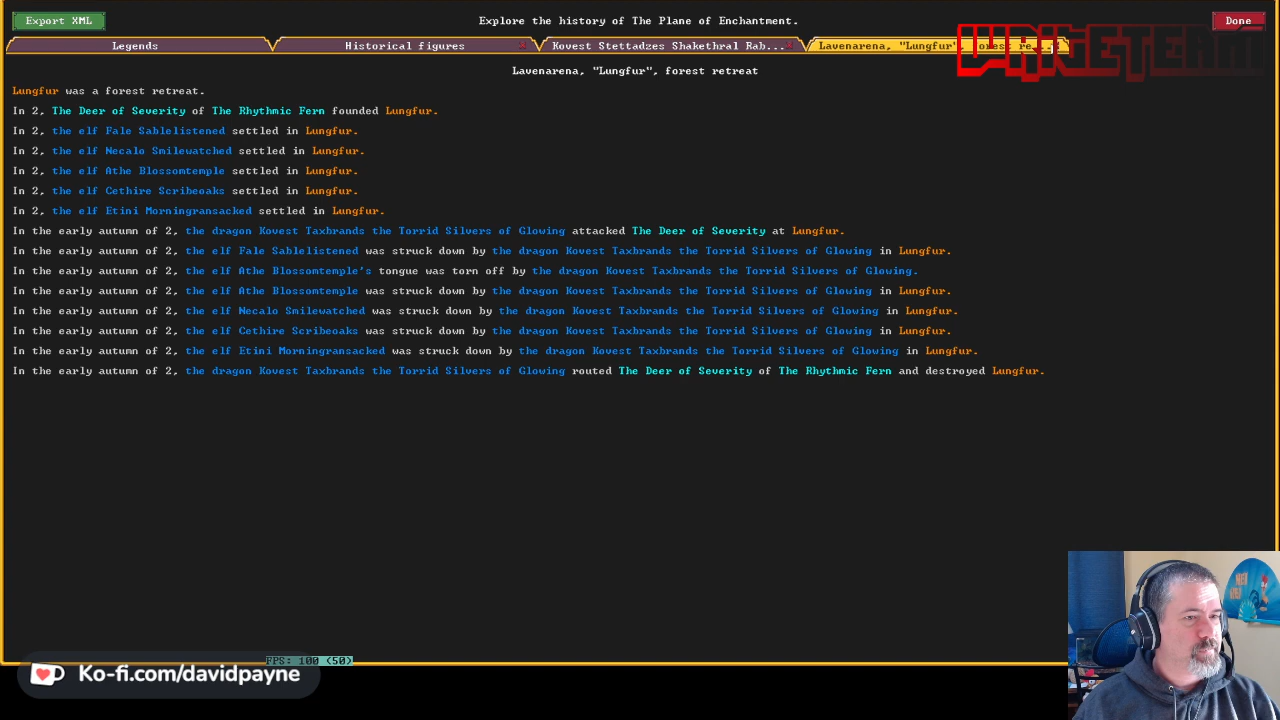 Export XML
Explore the history of The Plane of Enchantment.
Done
Legends
Historical figures
Kovest Stettadzes Shakethral Rab...
Lavenarena, "Lungfur", forest re...
WRITETEAM
Lavenarena, "Lungfur", forest retreat
Lungfur was a forest retreat.
In 2, The Deer of Severity of The Rhythmic Fern founded Lungfur.
In 2, the elf Fale Sablelistened settled in Lungfur.
In 2, the elf Necalo Smilewatched settled in Lungfur.
In 2, the elf Athe Blossomtemple settled in Lungfur.
In 2, the elf Cethire Scribeoaks settled in Lungfur.
In 2, the elf Etini Morningransacked settled in Lungfur.
In the early autumn of 2, the dragon Kovest Taxbrands the Torrid Silvers of Glowing attacked The Deer of Severity at Lungfur.
In the early autumn of 2, the elf Fale Sablelistened was struck down by the dragon Kovest Taxbrands the Torrid Silvers of Glowing in Lungfur.
In the early autumn of 2, the elf Athe Blossomtemple's tongue was torn off by the dragon Kovest Taxbrands the Torrid Silvers of Glowing.
In the early autumn of 2, the elf Athe Blossomtemple was struck down by the dragon Kovest Taxbrands the Torrid Silvers of Glowing in Lungfur.
In the early autumn of 2, the elf Necalo Smilewatched was struck down by the dragon Kovest Taxbrands the Torrid Silvers of Glowing in Lungfur.
In the early autumn of 2, the elf Cethire Scribeoaks was struck down by the dragon Kovest Taxbrands the Torrid Silvers of Glowing in Lungfur.
In the early autumn of 2, the elf Etini Morningransacked was struck down by the dragon Kovest Taxbrands the Torrid Silvers of Glowing in Lungfur.
In the early autumn of 2, the dragon Kovest Taxbrands the Torrid Silvers of Glowing routed The Deer of Severity of The Rhythmic Fern and destroyed Lungfur.
FPS: 100 (50)
Ko-fi.com/davidpayne